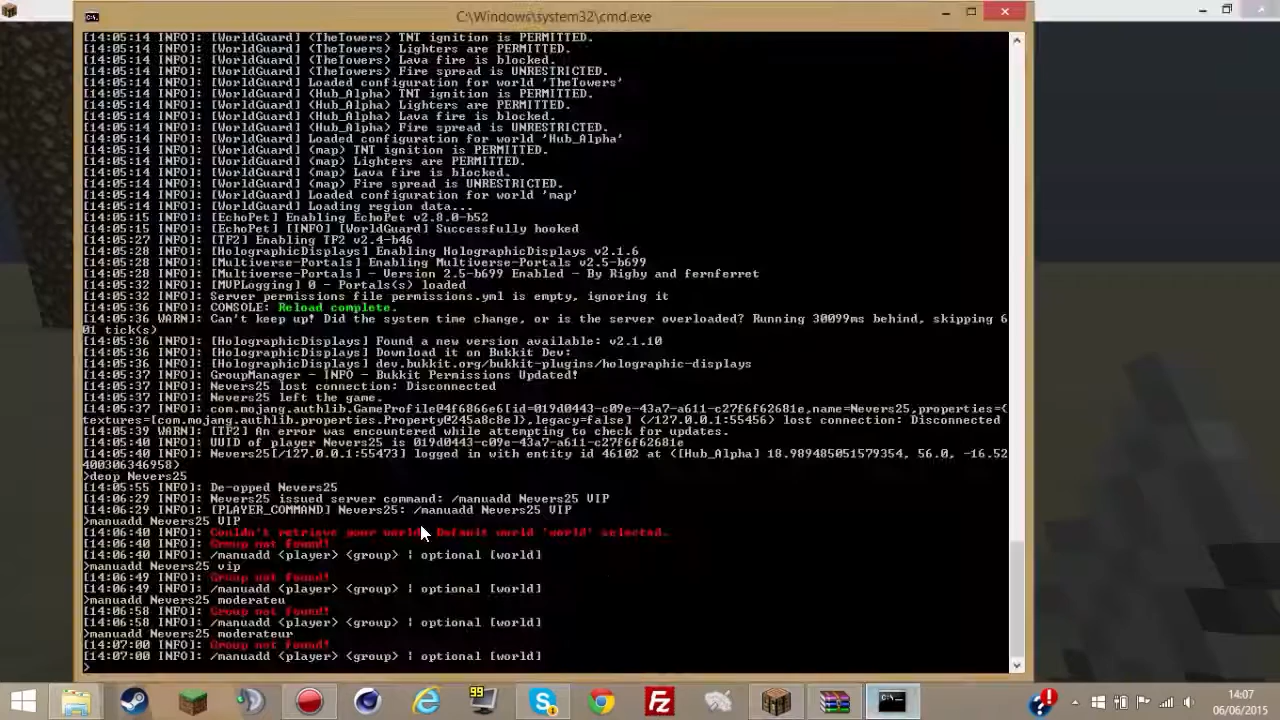 C:\Windows\system32\cmd.exe
[14:05:14 INFO]: [WorldGuard] (TheTowers) TNT ignition is PERMITTED.
[14:05:14 INFO]: [WorldGuard] (TheTowers) Lighters are PERMITTED.
[14:05:14 INFO]: [WorldGuard] (TheTowers) Lava fire is blocked.
[14:05:14 INFO]: [WorldGuard] (TheTowers) Fire spread is UNRESTRICTED.
[14:05:14 INFO]: [WorldGuard] Loaded configuration for world 'TheTowers'
[14:05:14 INFO]: [WorldGuard] (Hub_Alpha) TNT ignition is PERMITTED.
[14:05:14 INFO]: [WorldGuard] (Hub_Alpha) Lighters are PERMITTED.
[14:05:14 INFO]: [WorldGuard] (Hub_Alpha) Lava fire is blocked.
[14:05:14 INFO]: [WorldGuard] (Hub_Alpha) Fire spread is UNRESTRICTED.
[14:05:14 INFO]: [WorldGuard] Loaded configuration for world 'Hub_Alpha'
[14:05:14 INFO]: [WorldGuard] (map) TNT ignition is PERMITTED.
[14:05:14 INFO]: [WorldGuard] (map) Lighters are PERMITTED.
[14:05:14 INFO]: [WorldGuard] (map) Lava fire is blocked.
[14:05:14 INFO]: [WorldGuard] (map) Fire spread is UNRESTRICTED.
[14:05:14 INFO]: [WorldGuard] Loaded configuration for world 'map'
[14:05:14 INFO]: [WorldGuard] Loading region data...
[14:05:15 INFO]: [EchoPet] Enabling EchoPet v2.8.0-b52
[14:05:15 INFO]: [EchoPet] [INFO] [WorldGuard] Successfully hooked
[14:05:27 INFO]: [TF2] Enabling TF2 v2.4-b46
[14:05:28 INFO]: [HolographicDisplays] Enabling HolographicDisplays v2.1.6
[14:05:28 INFO]: [Multiverse-Portals] Enabling Multiverse-Portals v2.5-b699
[14:05:28 INFO]: [Multiverse-Portals] - Version 2.5-b699 Enabled - By Rigby and fernferret
[14:05:32 INFO]: [MVPLogging] 0 - Portals(s) loaded
[14:05:32 INFO]: Server permissions file permissions.yml is empty, ignoring it
[14:05:36 INFO]: CONSOLE: Reload complete.
[14:05:36 WARN]: Can't keep up! Did the system time change, or is the server overloaded? Running 30099ms behind, skipping 6
01 tick(s)
[14:05:36 INFO]: [HolographicDisplays] Found a new version available: v2.1.10
[14:05:36 INFO]: [HolographicDisplays] Download it on Bukkit Dev:
[14:05:36 INFO]: [HolographicDisplays] dev.bukkit.org/bukkit-plugins/holographic-displays
[14:05:37 INFO]: GroupManager - INFO - Bukkit Permissions Updated!
[14:05:37 INFO]: Nevers25 lost connection: Disconnected
[14:05:37 INFO]: Nevers25 left the game.
[14:05:37 INFO]: com.mojang.authlib.GameProfile@4f6866e6[id=019d0443-c09e-43a7-a611-c27f6f62681e,name=Nevers25,properties={
textures=[com.mojang.authlib.properties.Property@245a8c8e]},legacy=false] (/127.0.0.1:55456) lost connection: Disconnected
[14:05:39 WARN]: [TF2] An error was encountered while attempting to check for updates.
[14:05:40 INFO]: UUID of player Nevers25 is 019d0443-c09e-43a7-a611-c27f6f62681e
[14:05:40 INFO]: Nevers25[/127.0.0.1:55473] logged in with entity id 46102 at ([Hub_Alpha] 18.989485051579354, 56.0, -16.52
400306346958)
>deop Nevers25
[14:05:55 INFO]: De-opped Nevers25
[14:06:29 INFO]: Nevers25 issued server command: /manuadd Nevers25 VIP
[14:06:29 INFO]: [PLAYER_COMMAND] Nevers25: /manuadd Nevers25 VIP
>manuadd Nevers25 VIP
[14:06:40 INFO]: Couldn't retrieve your world. Default world 'world' selected.
[14:06:40 INFO]: Group not found!
[14:06:40 INFO]: /manuadd <player> <group> | optional [world]
>manuadd Nevers25 vip
[14:06:49 INFO]: Group not found!
[14:06:49 INFO]: /manuadd <player> <group> | optional [world]
>manuadd Nevers25 moderateu
[14:06:58 INFO]: Group not found!
[14:06:58 INFO]: /manuadd <player> <group> | optional [world]
>manuadd Nevers25 moderateur
[14:07:00 INFO]: Group not found!
[14:07:00 INFO]: /manuadd <player> <group> | optional [world]
>
99
14:07
06/06/2015